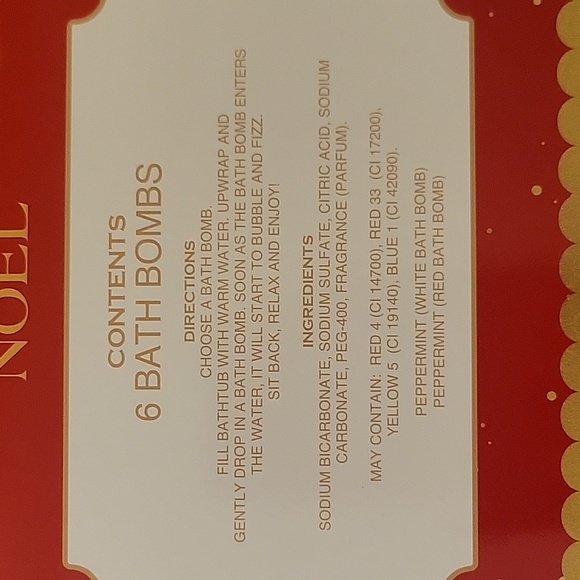 NOEL
CONTENTS
6 BATH BOMBS
DIRECTIONS
CHOOSE A BATH BOMB.
FILL BATHTUB WITH WARM WATER. UPWRAP AND
GENTLY DROP IN A BATH BOMB. SOON AS THE BATH BOMB ENTERS
THE WATER, IT WILL START TO BUBBLE AND FIZZ.
SIT BACK, RELAX AND ENJOY!
INGREDIENTS
SODIUM BICARBONATE, SODIUM SULFATE, CITRIC ACID, SODIUM
CARBONATE, PEG-400, FRAGRANCE (PARFUM).
MAY CONTAIN: RED 4 (CI 14700), RED 33 (CI 17200),
YELLOW 5 (CI 19140), BLUE 1 (CI 42090).
PEPPERMINT (WHITE BATH BOMB)
PEPPERMINT (RED BATH BOMB)